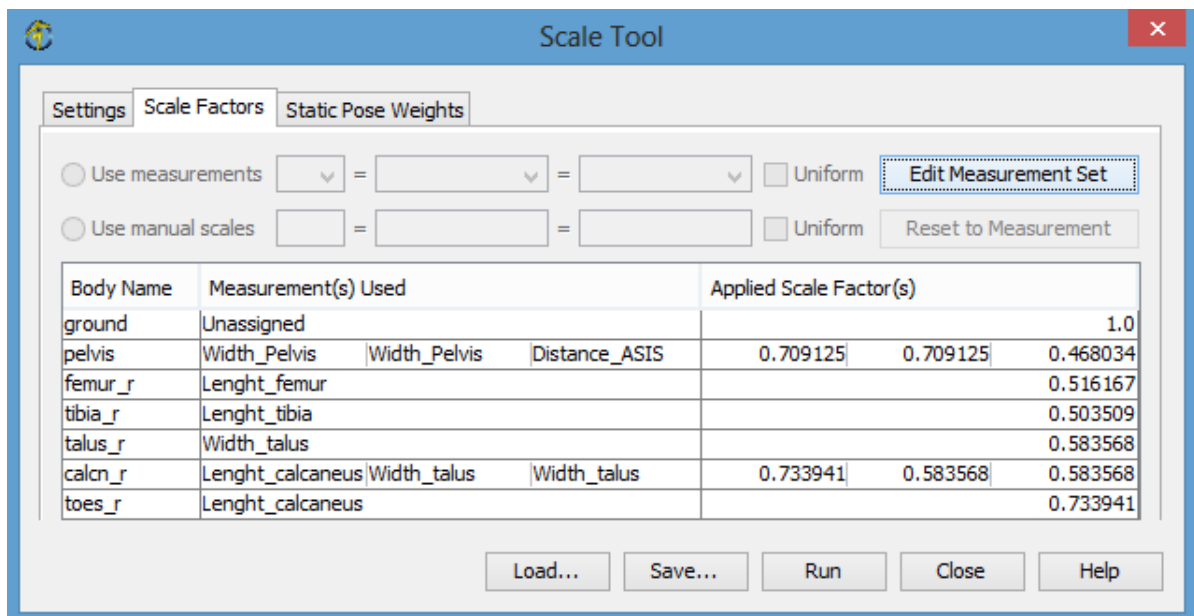 Scale Tool
Settings Scale Factors Static Pose Weights
Use measurements = = Uniform Edit Measurement Set
Use manual scales = = Uniform Reset to Measurement
Body Name Measurement(s) Used Applied Scale Factor(s)
ground Unassigned 1.0
pelvis Width_Pelvis Width_Pelvis Distance_ASIS 0.709125 0.709125 0.468034
femur_r Lenght_femur 0.516167
tibia_r Lenght_tibia 0.503509
talus_r Width_talus 0.583568
calcn_r Lenght_calcaneus Width_talus Width_talus 0.733941 0.583568 0.583568
toes_r Lenght_calcaneus 0.733941
Load... Save... Run Close Help